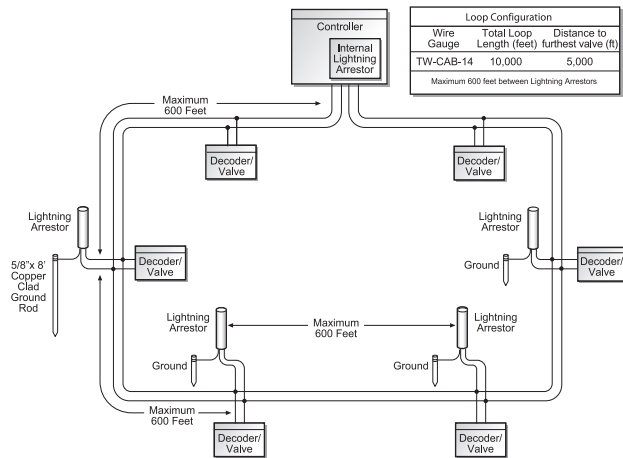 Controller
Internal
Lightning
Arrestor
Loop Configuration
Wire
Gauge
Total Loop
Length (feet)
Distance to
furthest valve (ft)
TW-CAB-14
10,000
5,000
Maximum 600 feet between Lightning Arrestors
Maximum
600 Feet
Decoder/
Valve
Decoder/
Valve
Lightning
Arrestor
5/8"x 8'
Copper
Clad
Ground
Rod
Decoder/
Valve
Lightning
Arrestor
Ground
Decoder/
Valve
Lightning
Arrestor
Ground
Maximum
600 Feet
Lightning
Arrestor
Ground
Maximum
600 Feet
Decoder/
Valve
Decoder/
Valve